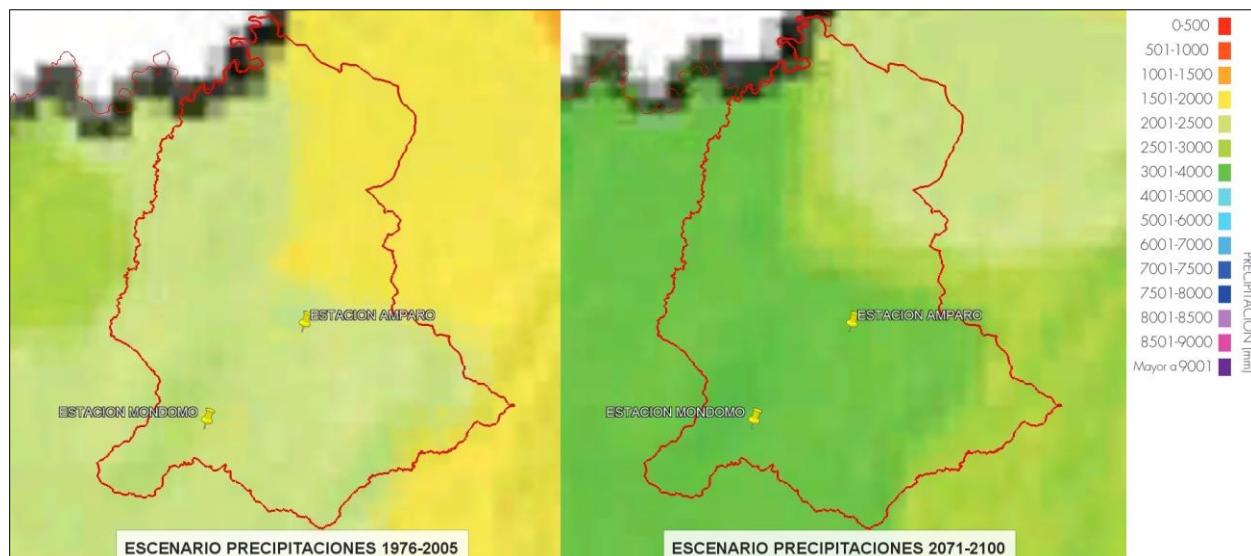 ESTACION AMPARO
ESTACION MONDOMO
ESCENARIO PRECIPITACIONES 1976-2005
ESTACION AMPARO
ESTACION MONDOMO
ESCENARIO PRECIPITACIONES 2071-2100
0-500
501-1000
1001-1500
1501-2000
2001-2500
2501-3000
3001-4000
4001-5000
5001-6000
6001-7000
7001-7500
7501-8000
8001-8500
8501-9000
Mayor a 9001
PRECIPITACIÓN (mm)